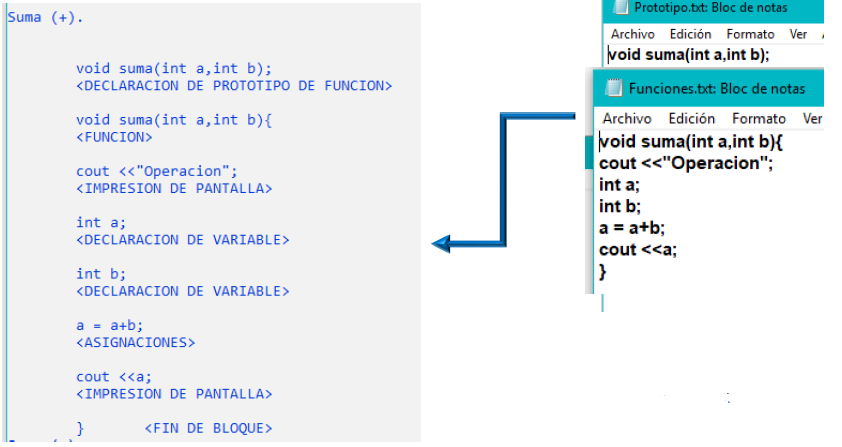 Suma (+).
void suma(int a,int b);
<DECLARACION DE PROTOTIPO DE FUNCION>
void suma(int a,int b){
<FUNCION>
cout <<"Operacion";
<IMPRESION DE PANTALLA>
int a;
<DECLARACION DE VARIABLE>
int b;
<DECLARACION DE VARIABLE>
a = a+b;
<ASIGNACIONES>
cout <<a;
<IMPRESION DE PANTALLA>
} <FIN DE BLOQUE>
Prototipo.txt: Bloc de notas
Archivo Edición Formato Ver
void suma(int a,int b);
Funciones.txt: Bloc de notas
Archivo Edición Formato Ver
void suma(int a,int b){
cout <<"Operacion";
int a;
int b;
a = a+b;
cout <<a;
}